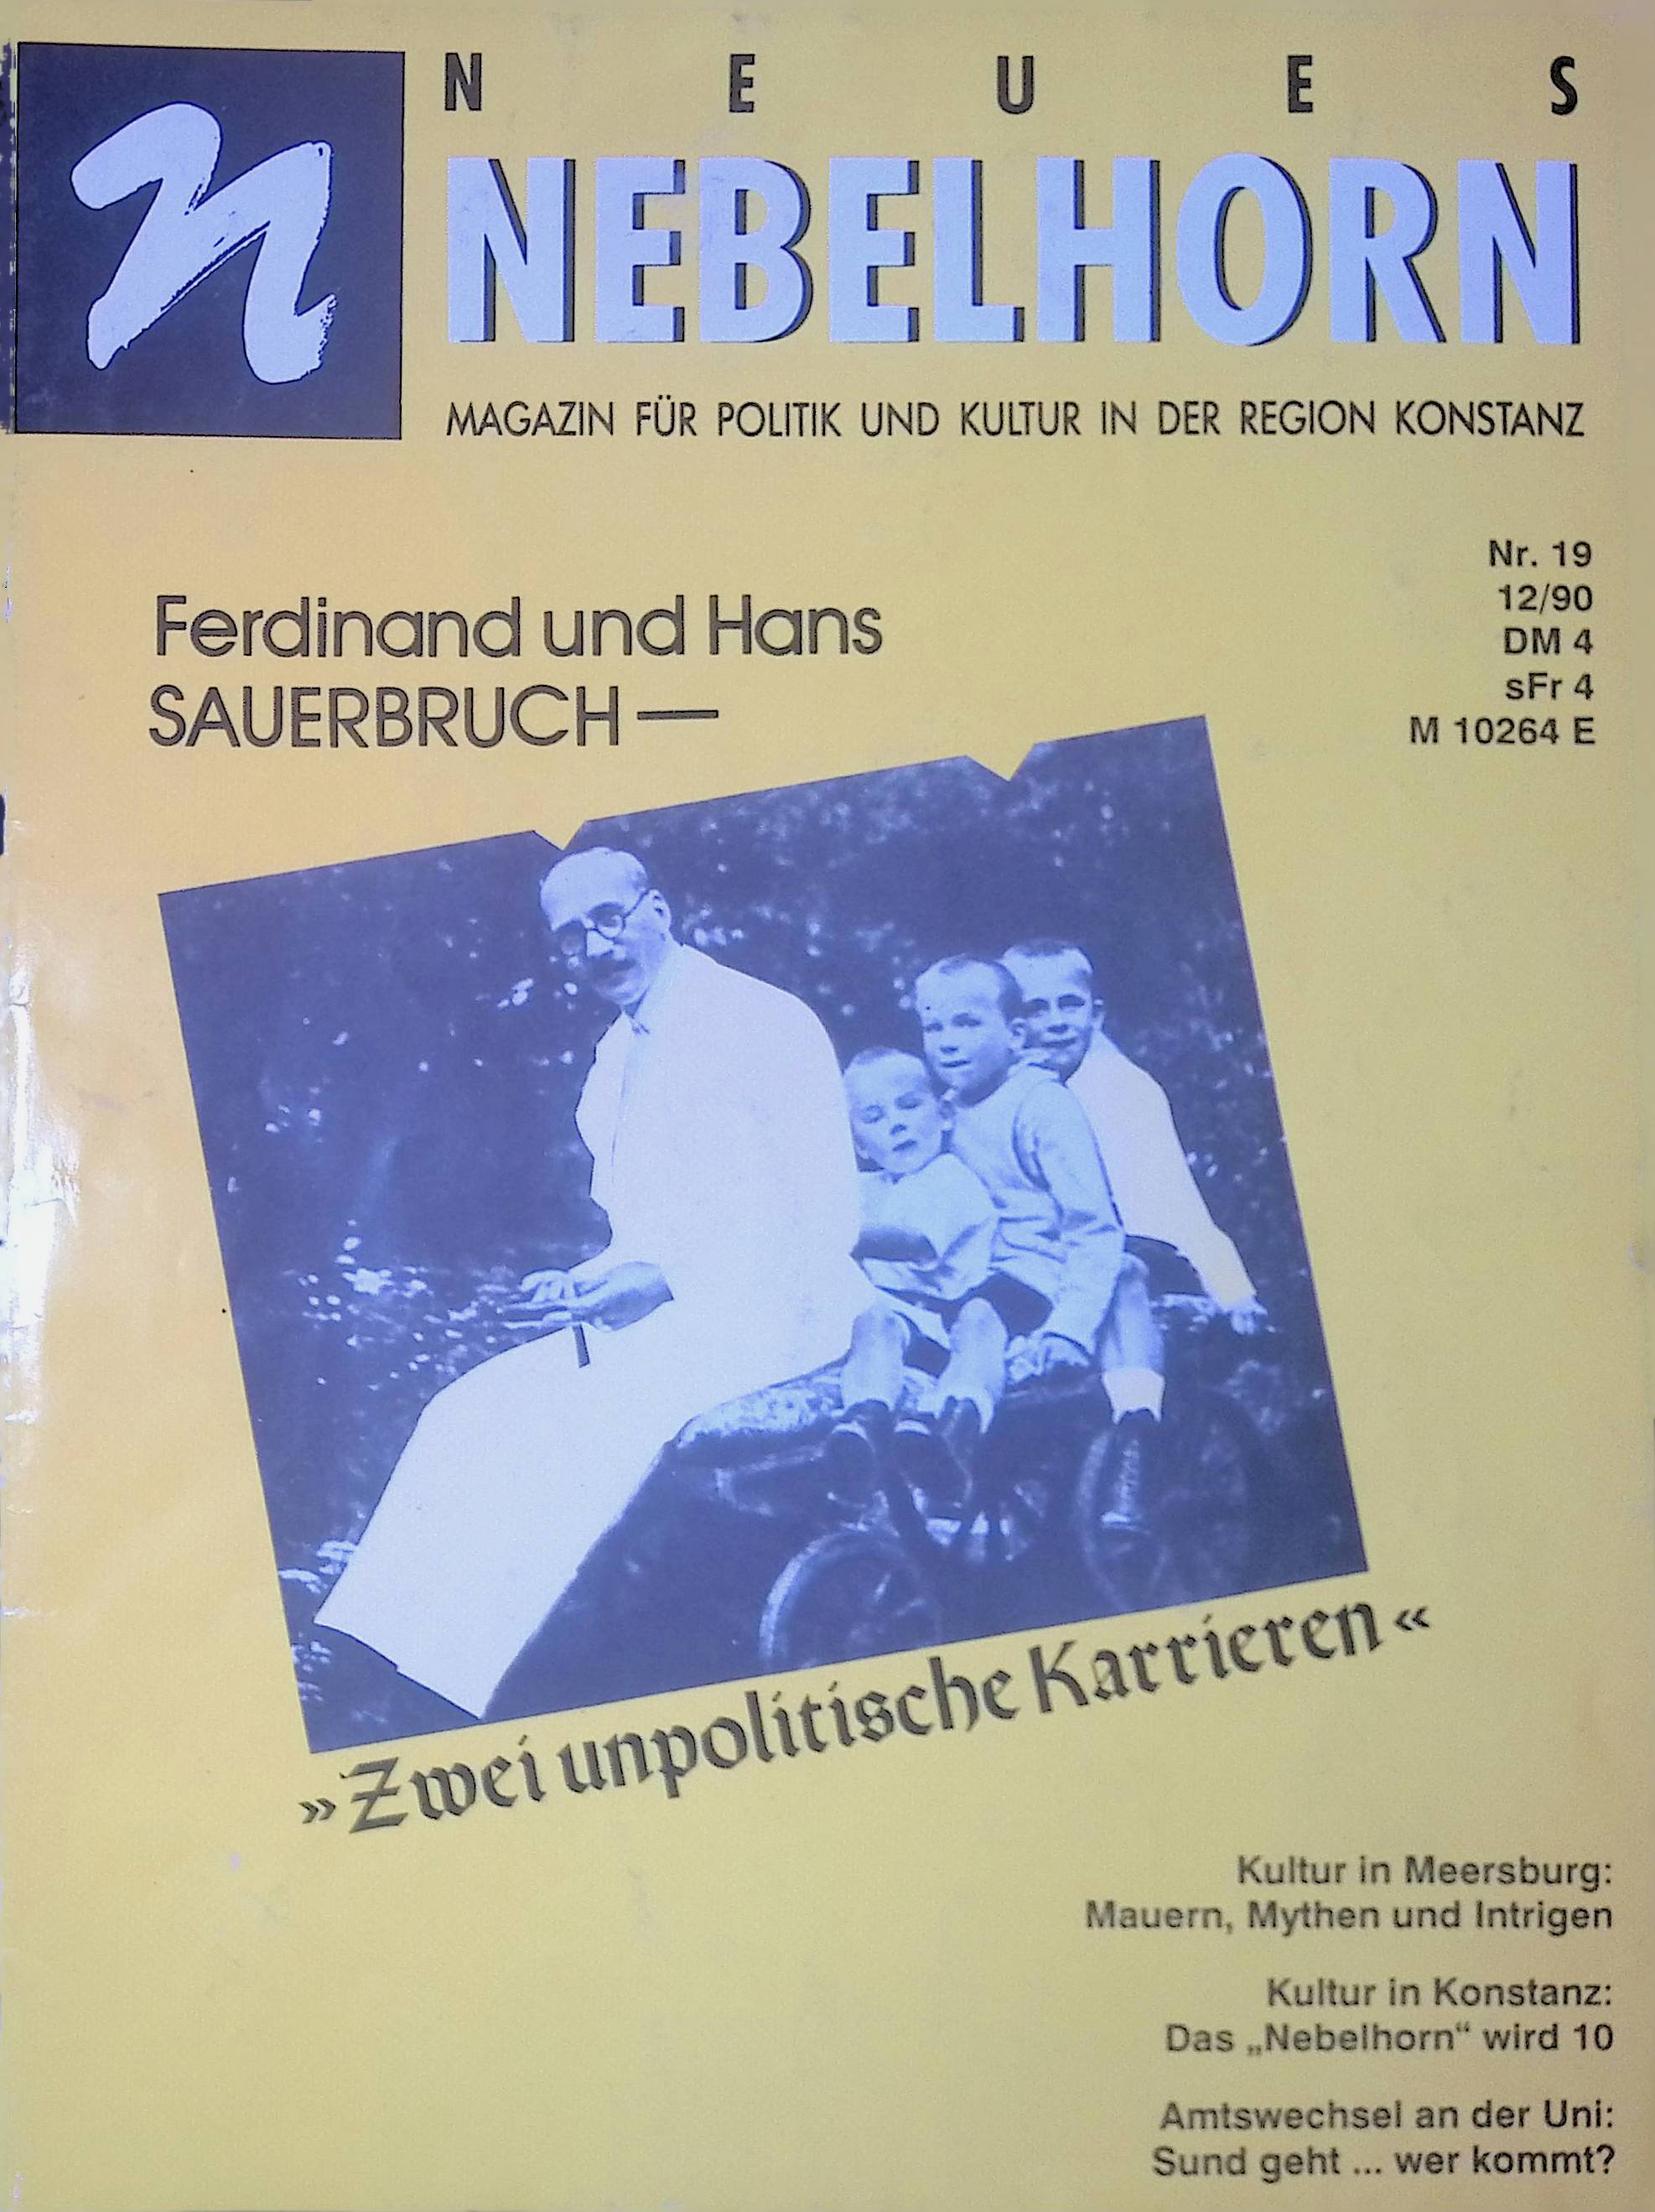 n
NEUES
NEBELHORN
MAGAZIN FÜR POLITIK UND KULTUR IN DER REGION KONSTANZ
Nr. 19
12/90
DM 4
sFr 4
M 10264 E
Ferdinand und Hans
SAUERBRUCH —
»Zwei unpolitische Karrieren«
Kultur in Meersburg:
Mauern, Mythen und Intrigen
Kultur in Konstanz:
Das „Nebelhorn“ wird 10
Amtswechsel an der Uni:
Sund geht ... wer kommt?